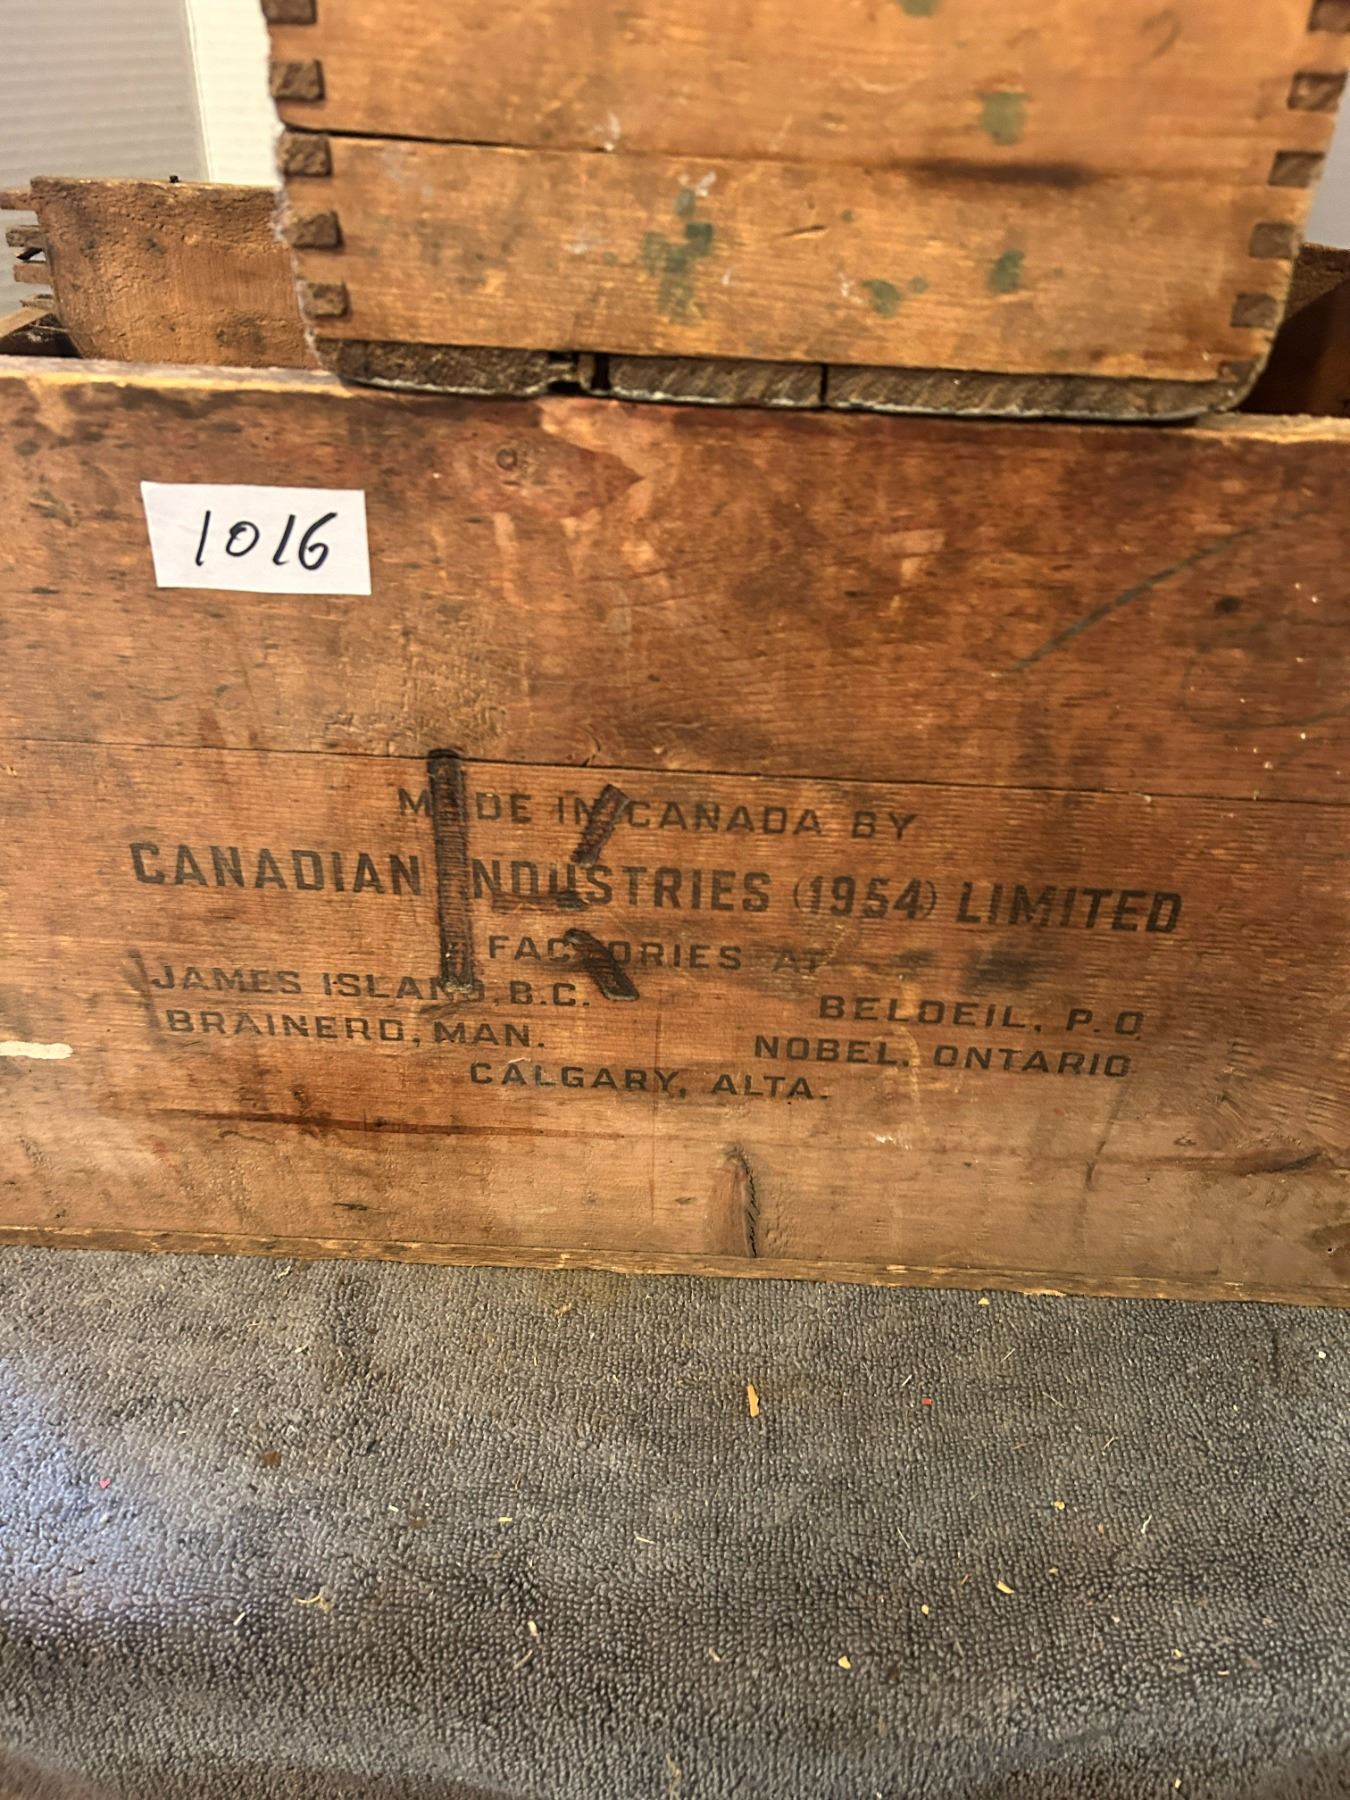 1016
MADE IN CANADA BY
CANADIAN INDUSTRIES (1954) LIMITED
FACTORIES AT
JAMES ISLAND, B.C. BELOEIL, P.Q.
BRAINERD, MAN. NOBEL, ONTARIO
CALGARY, ALTA.
K